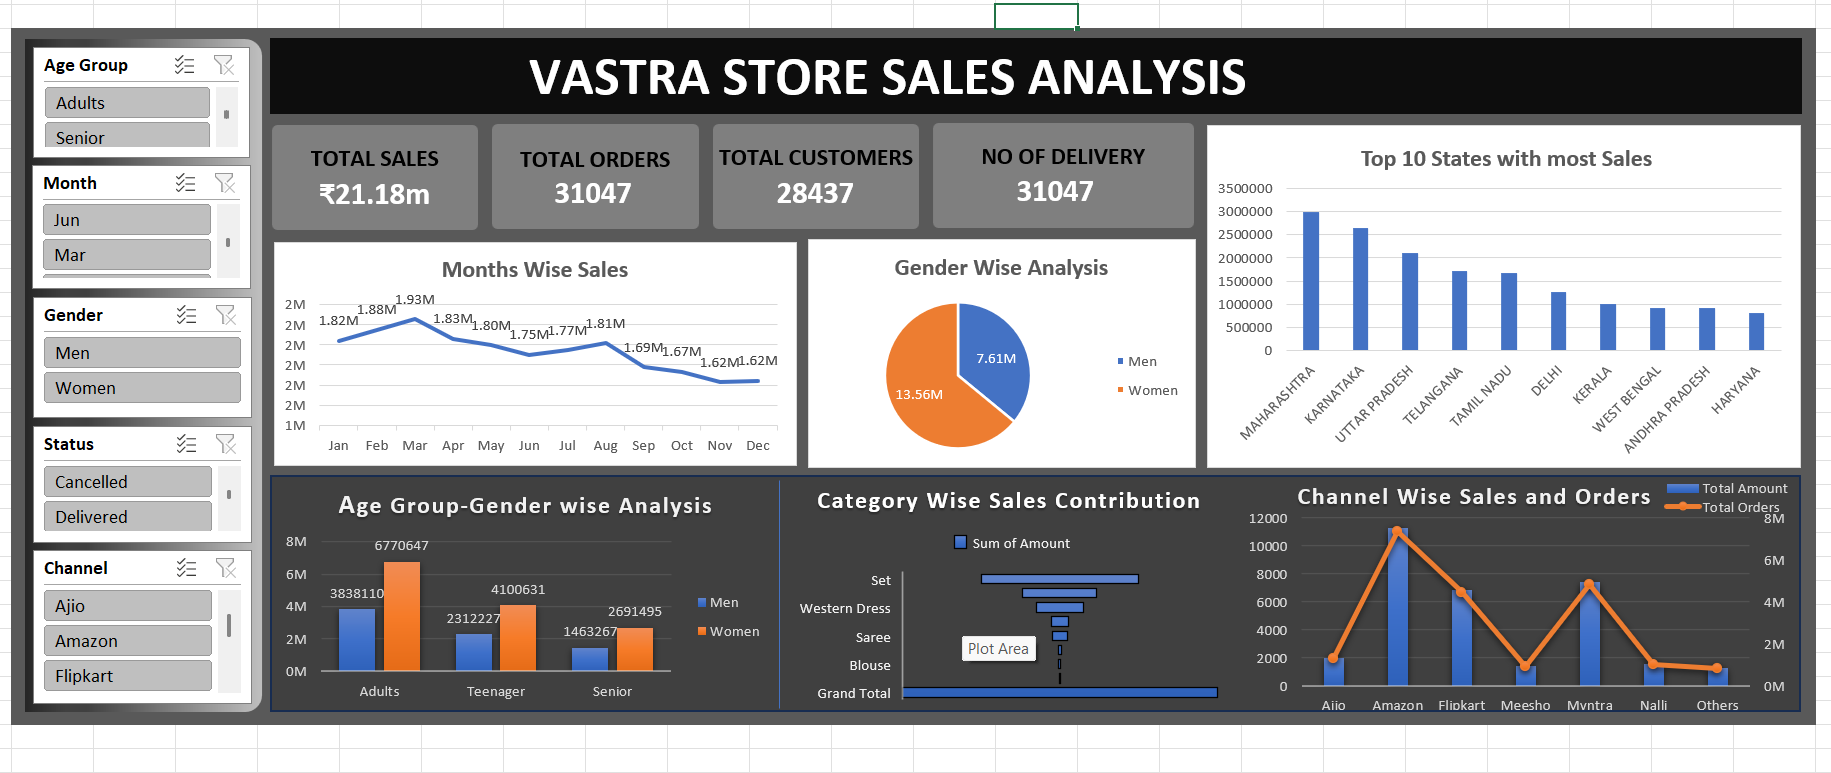 VASTRA STORE SALES ANALYSIS
Age Group
Adults
Senior
Month
Jun
Mar
Gender
Men
Women
Status
Cancelled
Delivered
Channel
Ajio
Amazon
Flipkart
TOTAL SALES
₹21.18m
TOTAL ORDERS
31047
TOTAL CUSTOMERS
28437
NO OF DELIVERY
31047
Months Wise Sales
2M
2M
2M
2M
2M
2M
1M
1.82M
1.88M
1.93M
1.83M
1.80M
1.75M
1.77M
1.81M
1.69M
1.67M
1.62M
1.62M
Jan Feb Mar Apr May Jun Jul Aug Sep Oct Nov Dec
Gender Wise Analysis
7.61M
13.56M
Men
Women
Top 10 States with most Sales
3500000
3000000
2500000
2000000
1500000
1000000
500000
0
MAHARASHTRA
KARNATAKA
UTTAR PRADESH
TELANGANA
TAMIL NADU
DELHI
KERALA
WEST BENGAL
ANDHRA PRADESH
HARYANA
Age Group-Gender wise Analysis
8M
6M
4M
2M
0M
3838110
6770647
2312227
4100631
1463267
2691495
Adults Teenager Senior
Men
Women
Category Wise Sales Contribution
Sum of Amount
Set
Western Dress
Saree
Blouse
Grand Total
Plot Area
Channel Wise Sales and Orders
Total Amount
Total Orders
12000
10000
8000
6000
4000
2000
0
8M
6M
4M
2M
0M
Ajio Amazon Flipkart Meesho Myntra Nalli Others